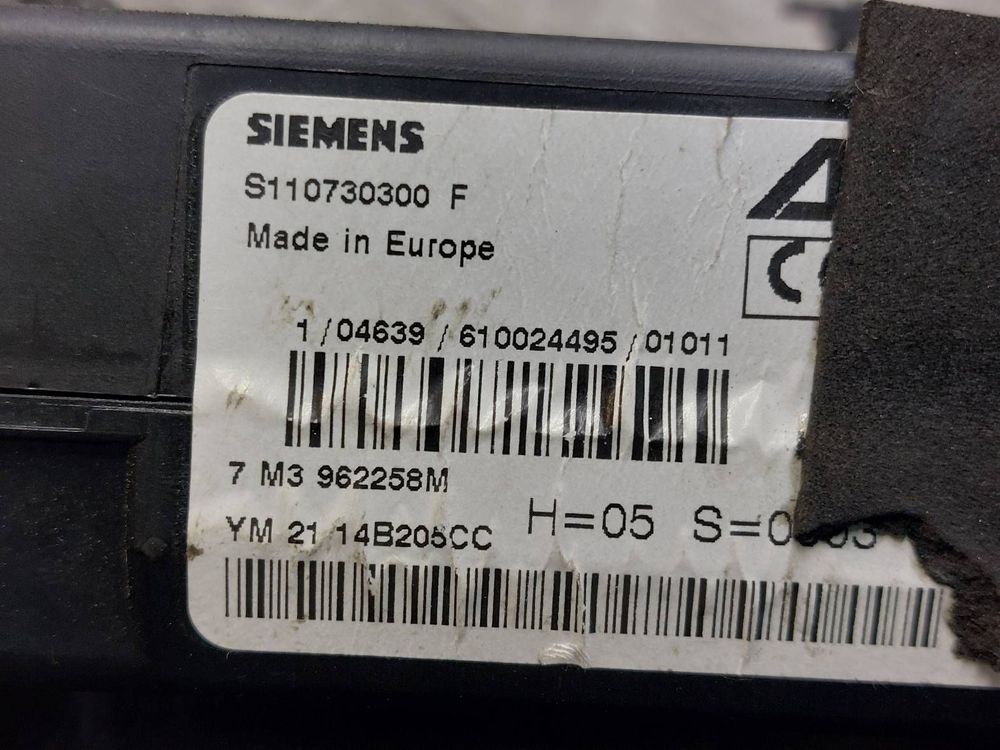 SIEMENS
S110730300 F
Made in Europe
1/04639/610024495/01011
7 M3 962258M
YM 21 14B205CC
H=05